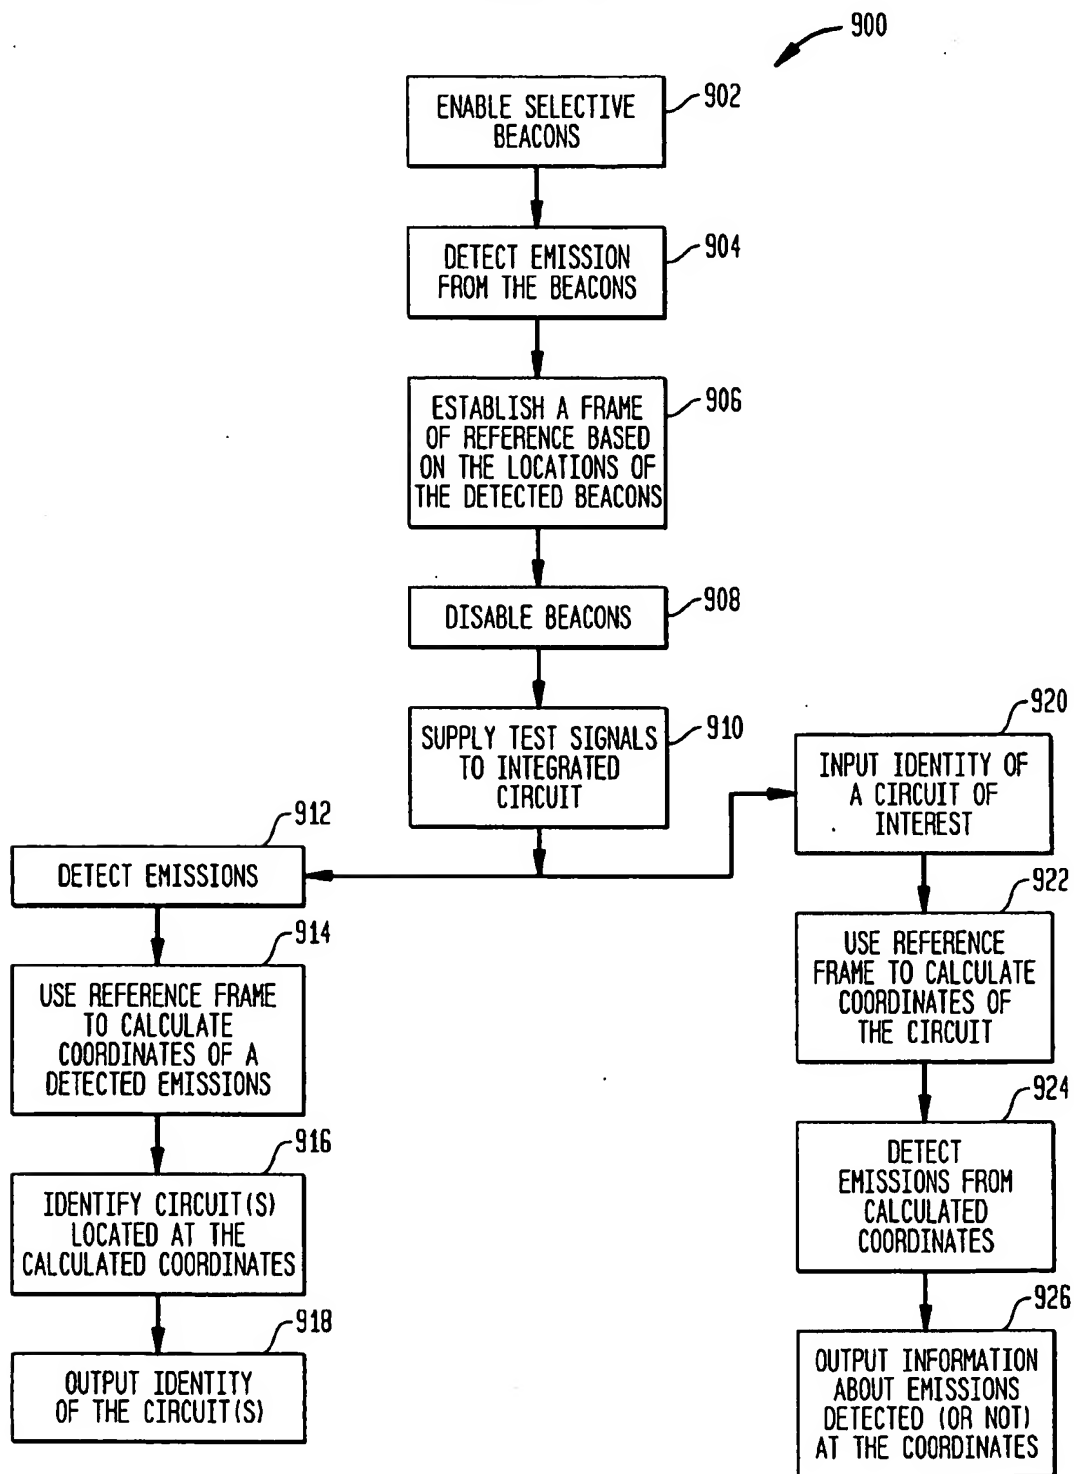 900
ENABLE SELECTIVE
BEACONS
902
DETECT EMISSION
FROM THE BEACONS
904
ESTABLISH A FRAME
OF REFERENCE BASED
ON THE LOCATIONS OF
THE DETECTED BEACONS
906
DISABLE BEACONS
908
SUPPLY TEST SIGNALS
TO INTEGRATED
CIRCUIT
910
912
DETECT EMISSIONS
914
USE REFERENCE FRAME
TO CALCULATE
COORDINATES OF A
DETECTED EMISSIONS
916
IDENTIFY CIRCUIT(S)
LOCATED AT THE
CALCULATED COORDINATES
918
OUTPUT IDENTITY
OF THE CIRCUIT(S)
920
INPUT IDENTITY OF
A CIRCUIT OF
INTEREST
922
USE REFERENCE
FRAME TO CALCULATE
COORDINATES OF
THE CIRCUIT
924
DETECT
EMISSIONS FROM
CALCULATED
COORDINATES
926
OUTPUT INFORMATION
ABOUT EMISSIONS
DETECTED (OR NOT)
AT THE COORDINATES